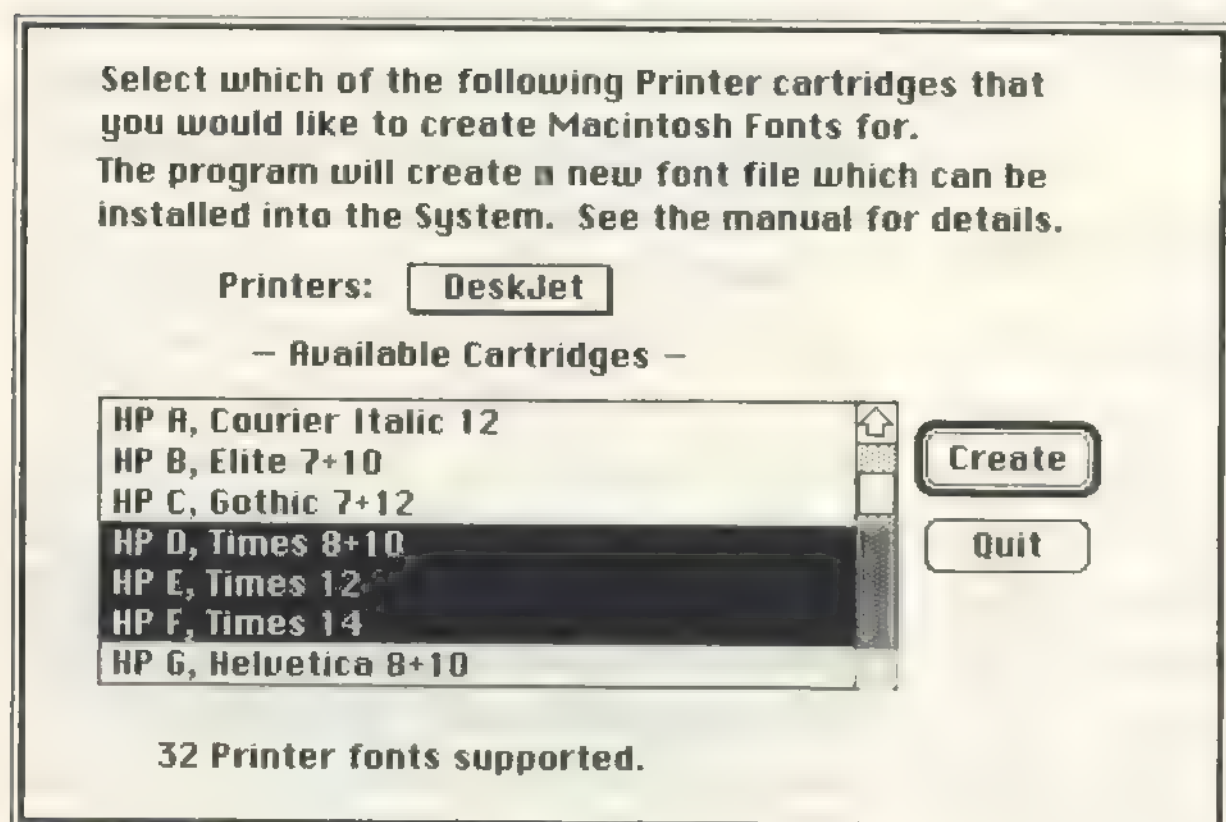 Select which of the following Printer cartridges that
you would like to create Macintosh Fonts for.
The program will create a new font file which can be
installed into the System.  See the manual for details.
Printers: DeskJet
— Available Cartridges —
HP A, Courier Italic 12
HP B, Elite 7+10
HP C, Gothic 7+12
HP D, Times 8+10
HP E, Times 12
HP F, Times 14
HP G, Helvetica 8+10
Create
Quit
32 Printer fonts supported.